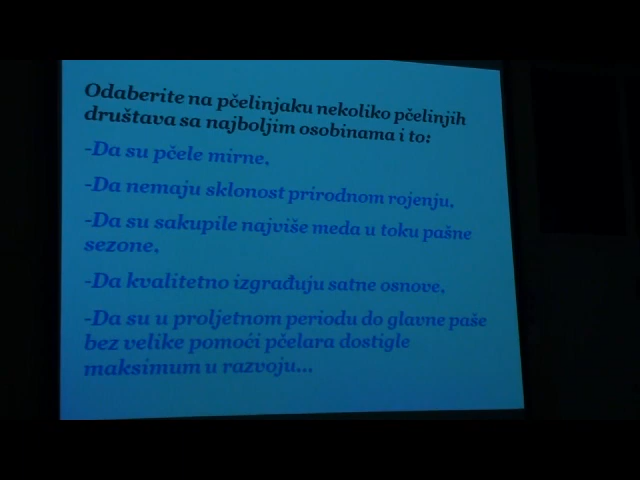 Odaberite na pčelinjaku nekoliko pčelinjih
društava sa najboljim osobinama i to:
-Da su pčele mirne,
-Da nemaju sklonost prirodnom rojenju,
-Da su sakupile najviše meda u toku pašne
sezone,
-Da kvalitetno izgrađuju satne osnove,
-Da su u proljetnom periodu do glavne paše
bez velike pomoći pčelara dostigle
maksimum u razvoju...